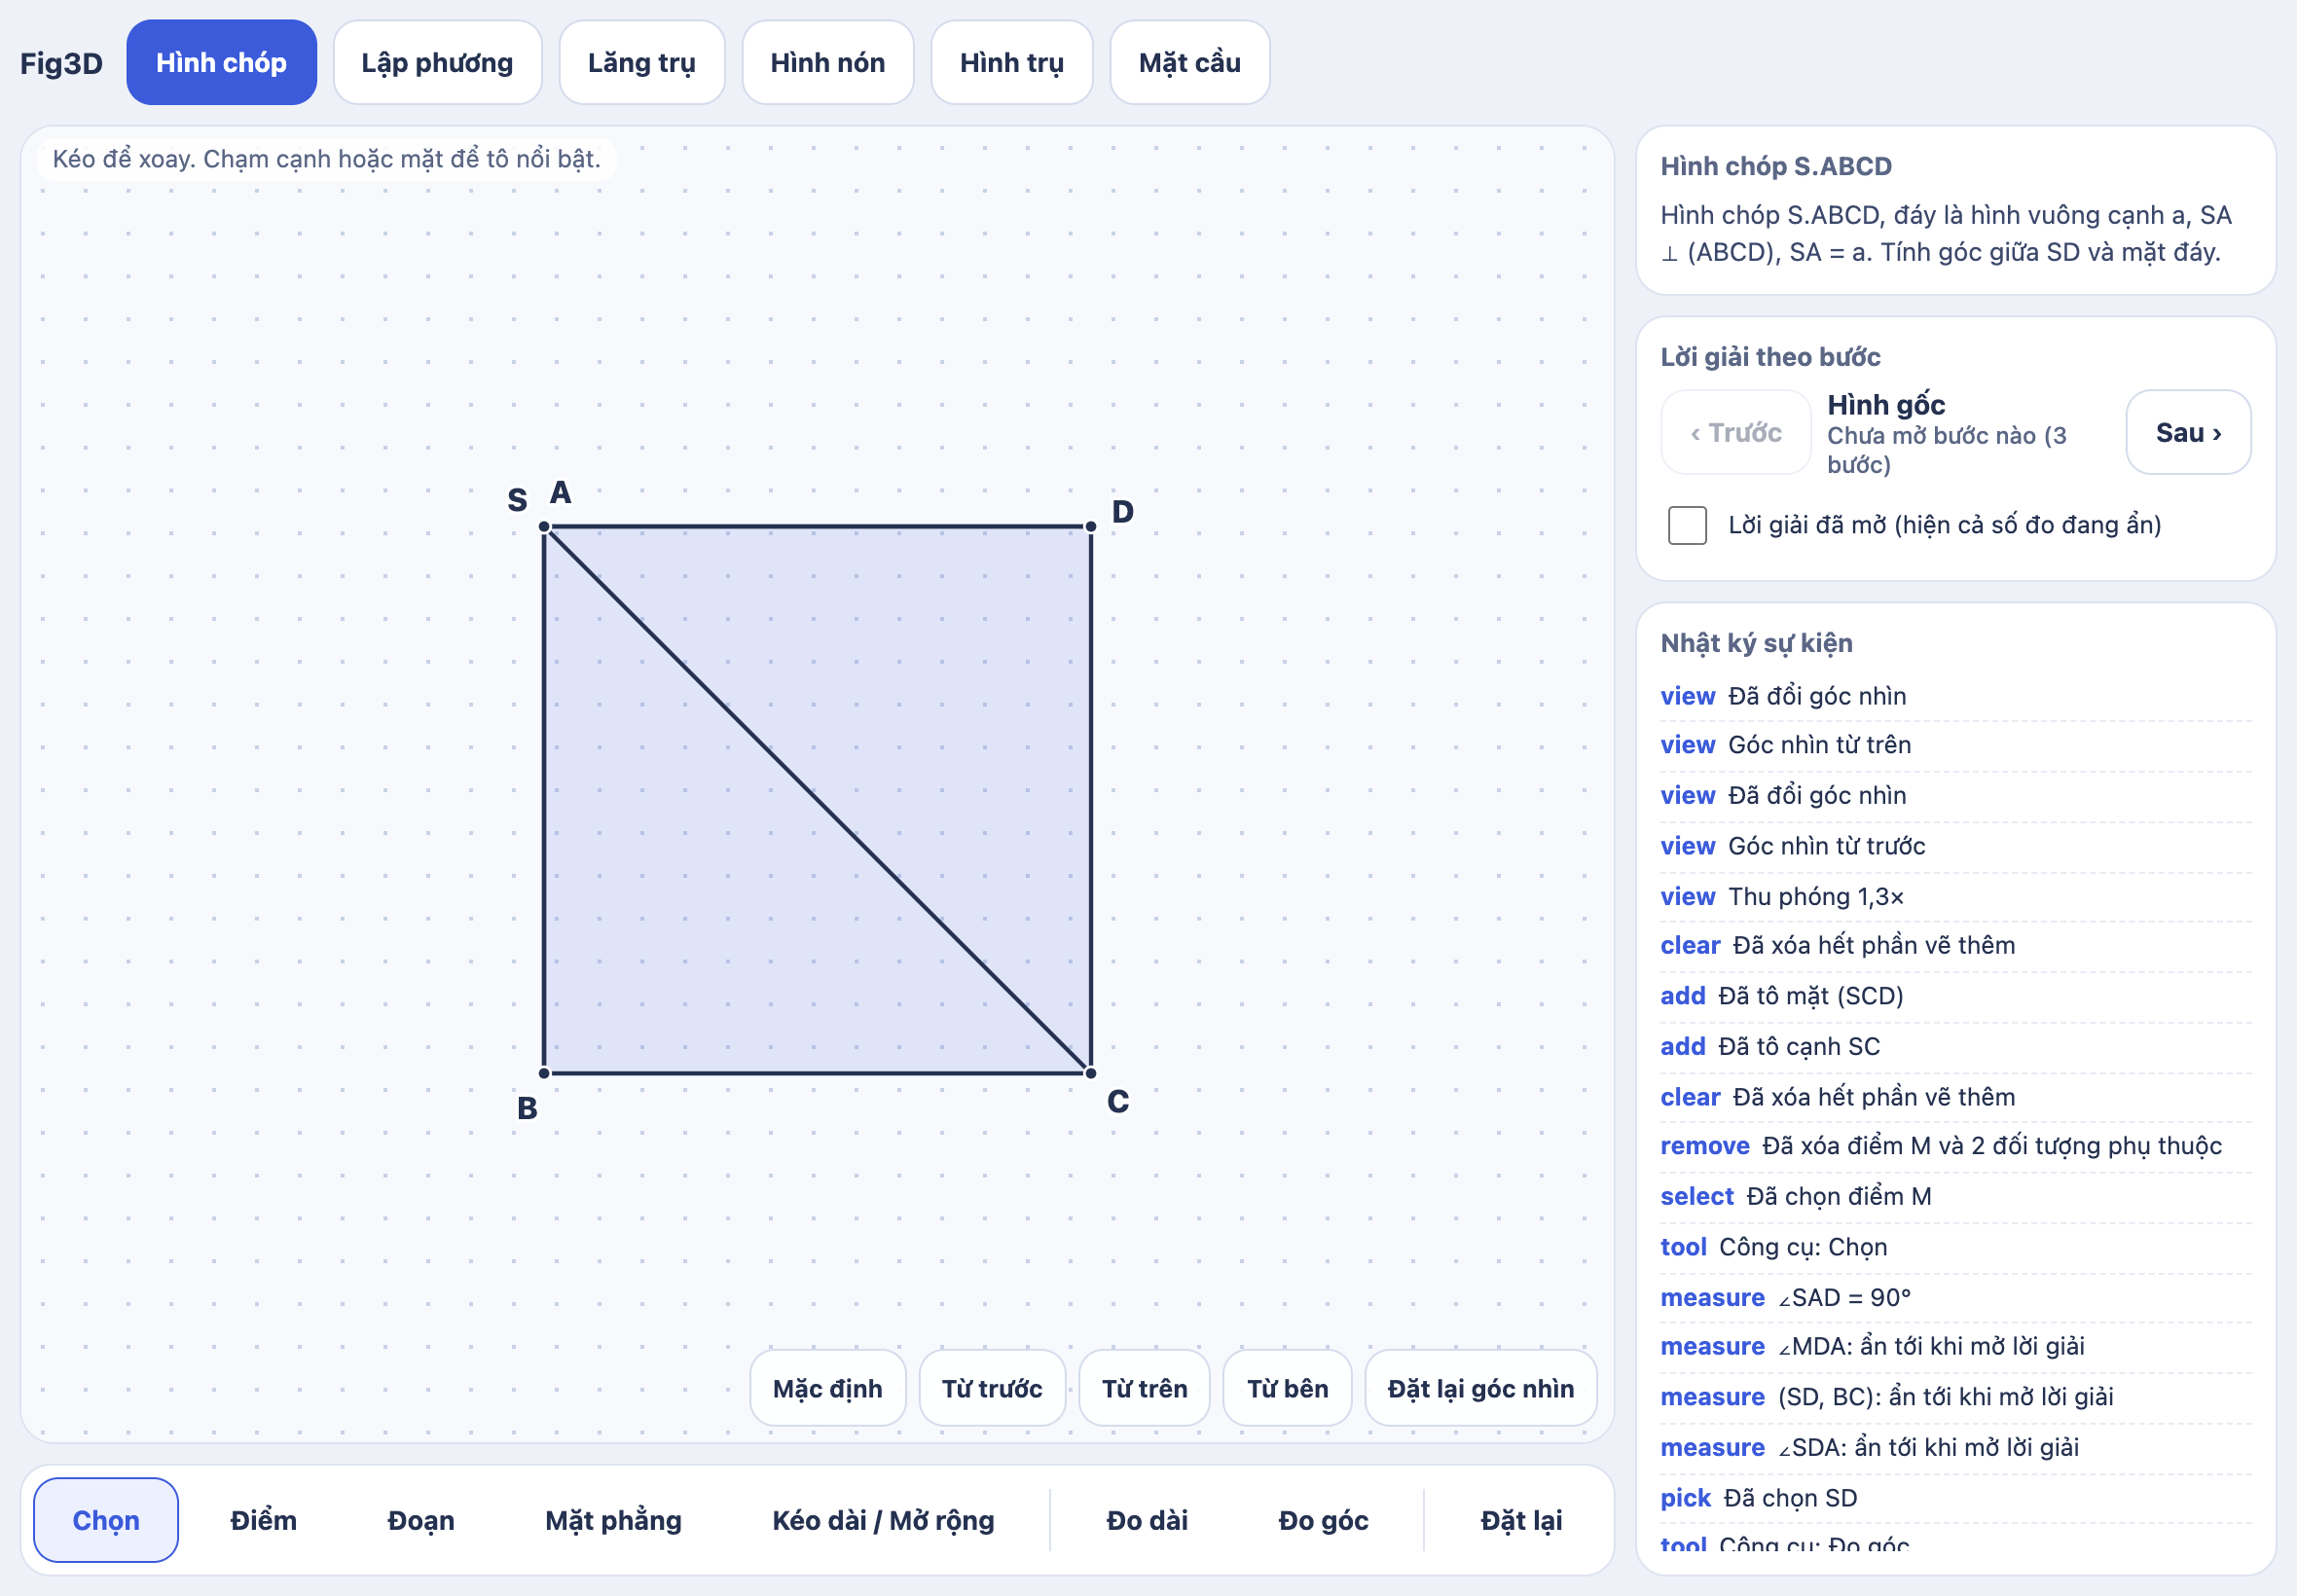 Fig3D
Hình chóp
Lập phương
Lăng trụ
Hình nón
Hình trụ
Mặt cầu
Kéo để xoay. Chạm cạnh hoặc mặt để tô nổi bật.
S
A
D
B
C
Mặc định
Từ trước
Từ trên
Từ bên
Đặt lại góc nhìn
Chọn
Điểm
Đoạn
Mặt phẳng
Kéo dài / Mở rộng
Đo dài
Đo góc
Đặt lại
Hình chóp S.ABCD
Hình chóp S.ABCD, đáy là hình vuông cạnh a, SA
⊥ (ABCD), SA = a. Tính góc giữa SD và mặt đáy.
Lời giải theo bước
‹ Trước
Hình gốc
Chưa mở bước nào (3
bước)
Sau ›
Lời giải đã mở (hiện cả số đo đang ẩn)
Nhật ký sự kiện
view Đã đổi góc nhìn
view Góc nhìn từ trên
view Đã đổi góc nhìn
view Góc nhìn từ trước
view Thu phóng 1,3×
clear Đã xóa hết phần vẽ thêm
add Đã tô mặt (SCD)
add Đã tô cạnh SC
clear Đã xóa hết phần vẽ thêm
remove Đã xóa điểm M và 2 đối tượng phụ thuộc
select Đã chọn điểm M
tool Công cụ: Chọn
measure ∠SAD = 90°
measure ∠MDA: ẩn tới khi mở lời giải
measure (SD, BC): ẩn tới khi mở lời giải
measure ∠SDA: ẩn tới khi mở lời giải
pick Đã chọn SD
tool Công cụ: Đo góc